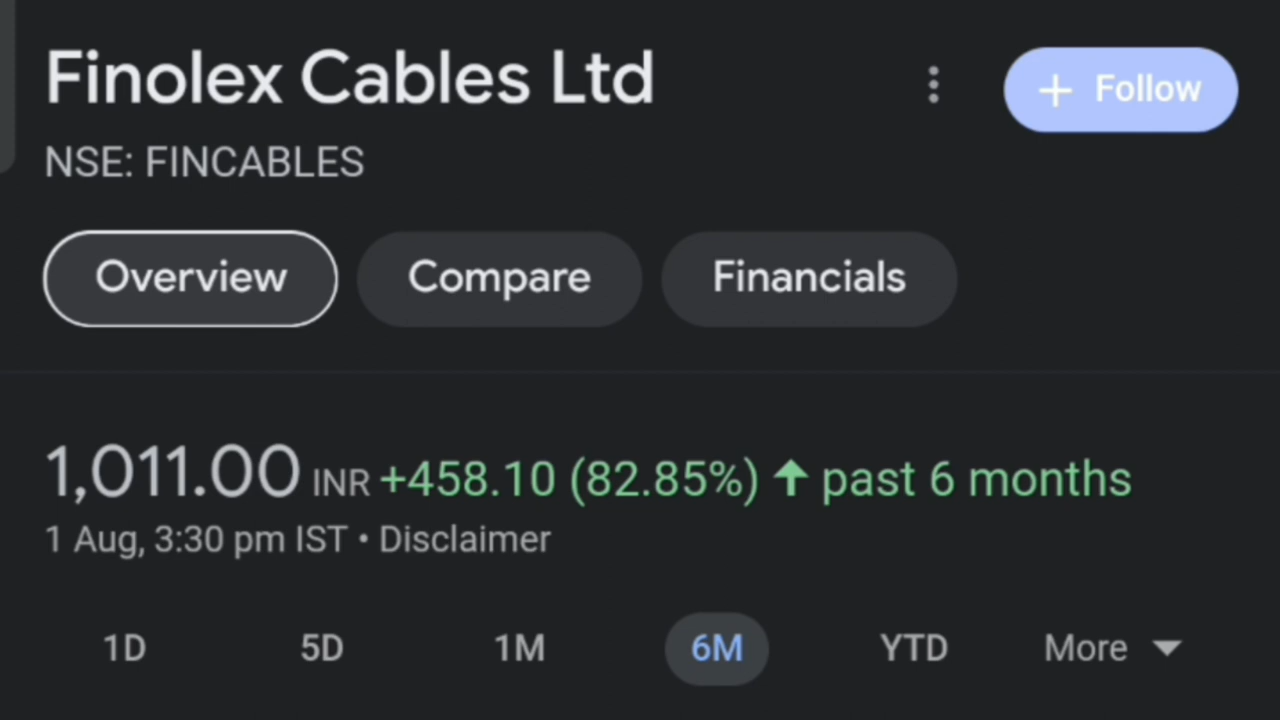 Finolex Cables Ltd
+ Follow
NSE: FINCABLES
Overview Compare Financials
1,011.00 INR +458.10 (82.85%) ↑ past 6 months
1 Aug, 3:30 pm IST • Disclaimer
1D 5D 1M 6M YTD More